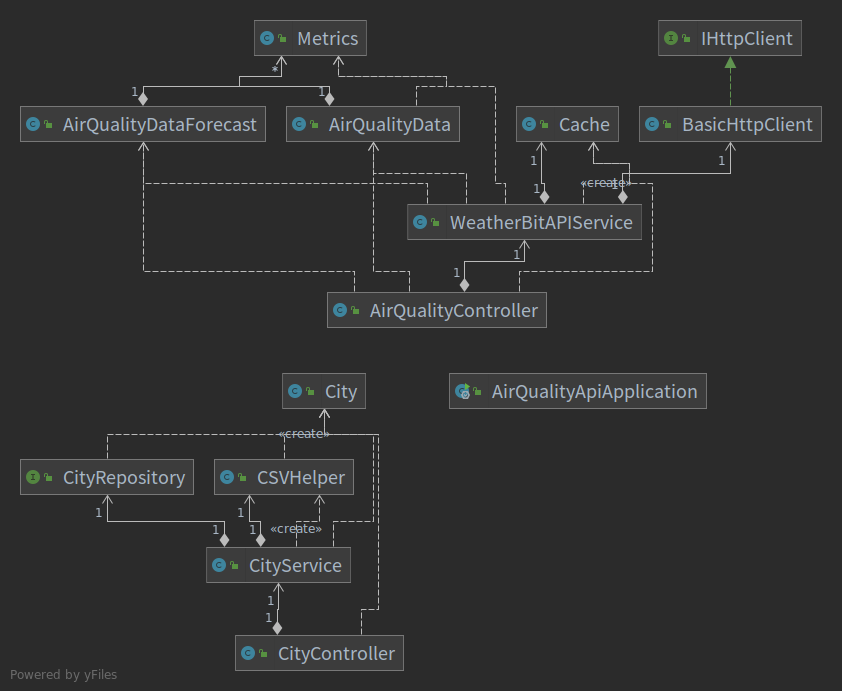 Metrics
IHttpClient
*
1
1
AirQualityDataForecast
AirQualityData
Cache
BasicHttpClient
1
1
«create»
1
1
WeatherBitAPIService
1
1
AirQualityController
City
AirQualityApiApplication
«create»
CityRepository
CSVHelper
1
1
1
1
«create»
CityService
1
1
CityController
Powered by yFiles